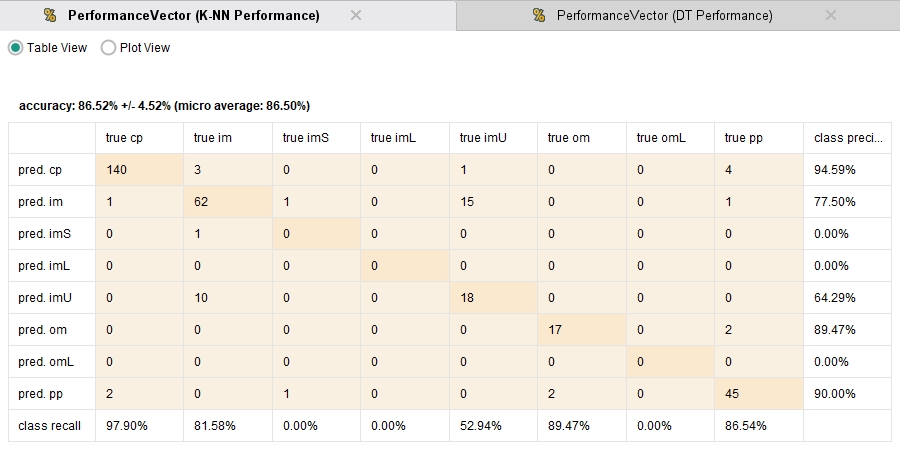 PerformanceVector (K-NN Performance) PerformanceVector (DT Performance)
Table View Plot View
accuracy: 86.52% +/- 4.52% (micro average: 86.50%)
true cp true im true imS true imL true imU true om true omL true pp class preci...
pred. cp 140 3 0 0 1 0 0 4 94.59%
pred. im 1 62 1 0 15 0 0 1 77.50%
pred. imS 0 1 0 0 0 0 0 0 0.00%
pred. imL 0 0 0 0 0 0 0 0 0.00%
pred. imU 0 10 0 0 18 0 0 0 64.29%
pred. om 0 0 0 0 0 17 0 2 89.47%
pred. omL 0 0 0 0 0 0 0 0 0.00%
pred. pp 2 0 1 0 0 2 0 45 90.00%
class recall 97.90% 81.58% 0.00% 0.00% 52.94% 89.47% 0.00% 86.54%